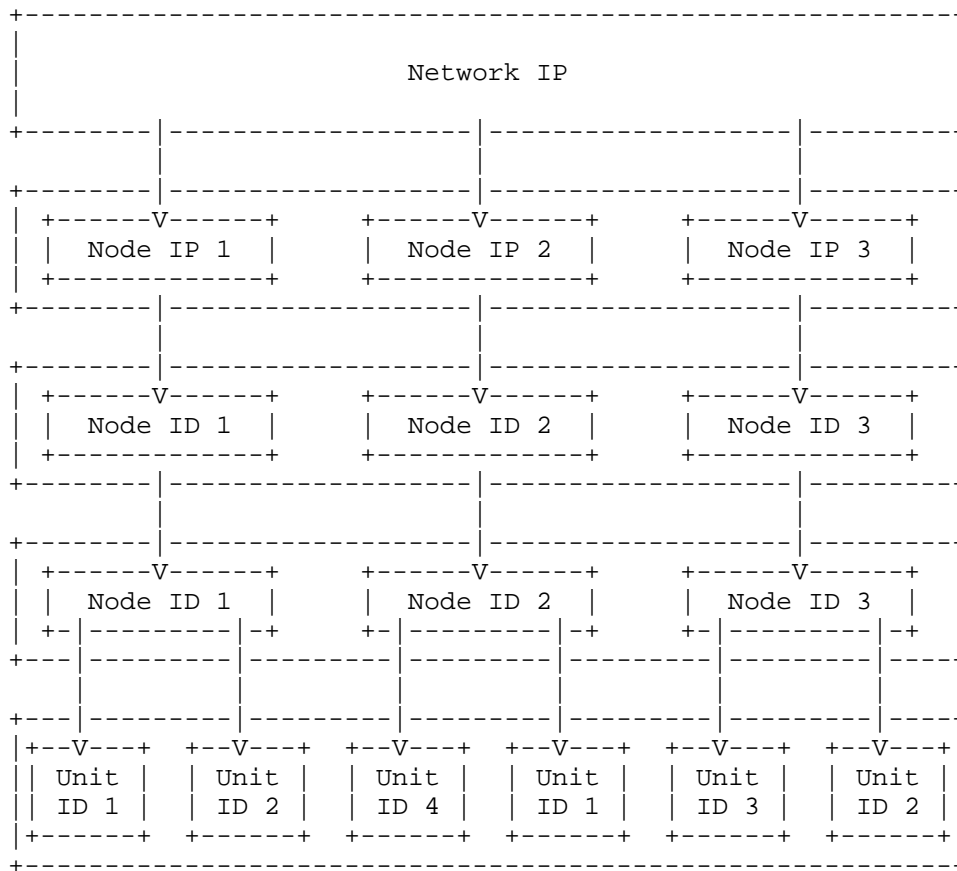 Network IP
Node IP 1 Node IP 2 Node IP 3
Node ID 1 Node ID 2 Node ID 3
Node ID 1 Node ID 2 Node ID 3
Unit Unit Unit Unit Unit Unit
ID 1 ID 2 ID 4 ID 1 ID 3 ID 2